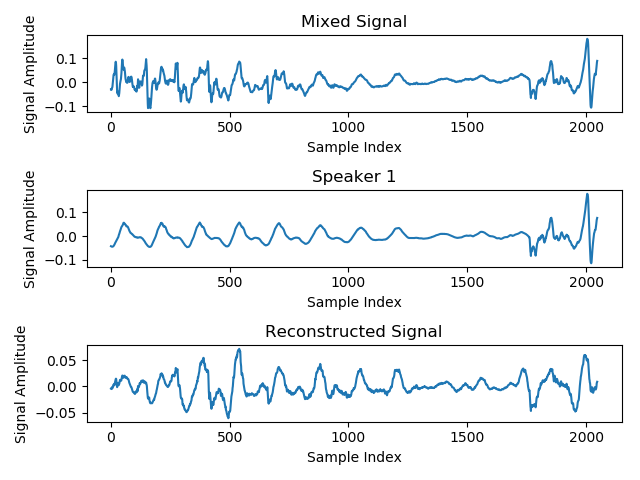 Mixed Signal
Signal Amplitude
0.1
0.0
−0.1
0 500 1000 1500 2000
Sample Index
Speaker 1
Signal Amplitude
0.1
0.0
−0.1
0 500 1000 1500 2000
Sample Index
Reconstructed Signal
Signal Amplitude
0.05
0.00
−0.05
0 500 1000 1500 2000
Sample Index